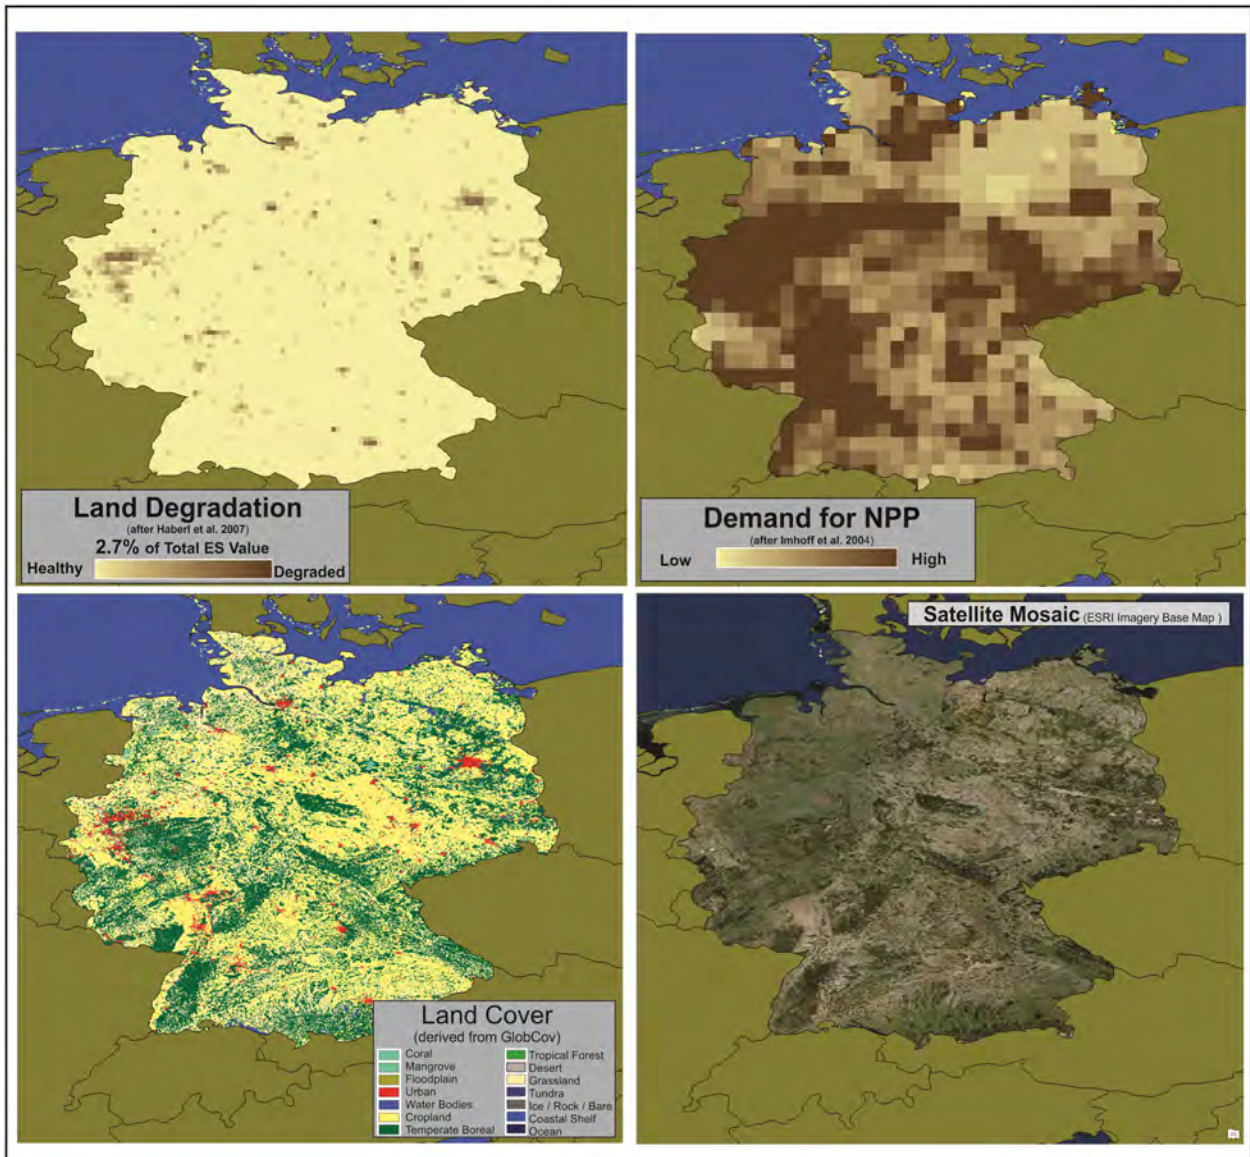 Land Degradation
(after Haberl et al. 2007)
2.7% of Total ES Value
Healthy Degraded
Demand for NPP
(after Imhoff et al. 2004)
Low High
Satellite Mosaic (ESRI Imagery Base Map )
Land Cover
(derived from GlobCov)
Coral
Mangrove
Floodplain
Urban
Water Bodies
Cropland
Temperate Boreal
Tropical Forest
Desert
Grassland
Tundra
Ice / Rock / Bare
Coastal Shelf
Ocean